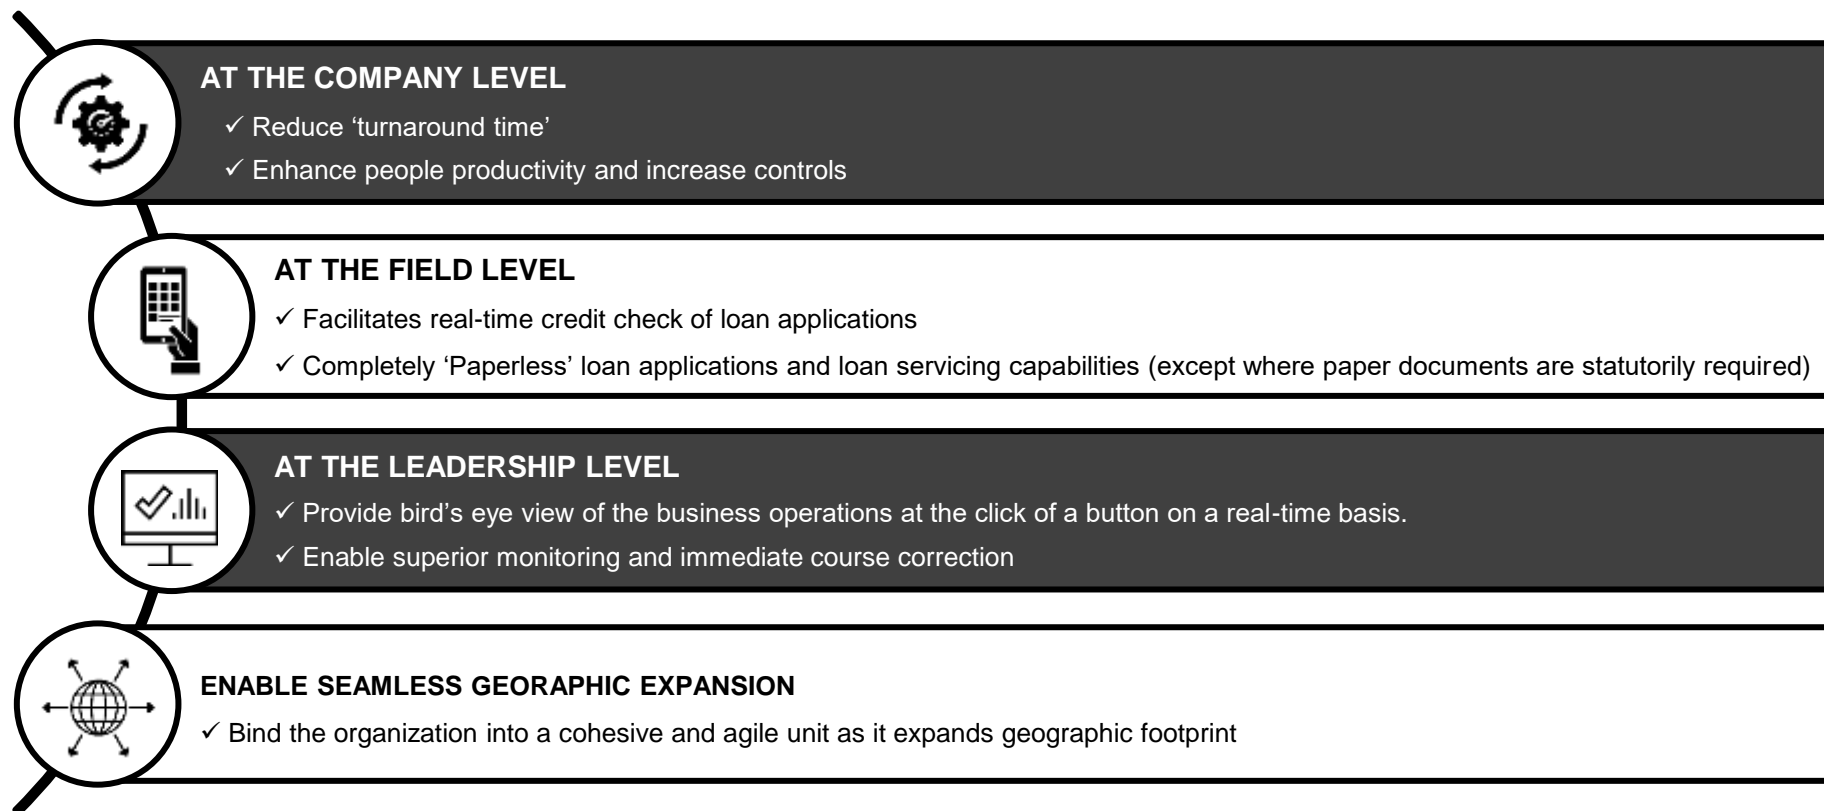 AT THE COMPANY LEVEL
✓ Reduce ‘turnaround time’
✓ Enhance people productivity and increase controls
AT THE FIELD LEVEL
✓ Facilitates real-time credit check of loan applications
✓ Completely ‘Paperless’ loan applications and loan servicing capabilities (except where paper documents are statutorily required)
AT THE LEADERSHIP LEVEL
✓ Provide bird’s eye view of the business operations at the click of a button on a real-time basis.
✓ Enable superior monitoring and immediate course correction
ENABLE SEAMLESS GEORAPHIC EXPANSION
✓ Bind the organization into a cohesive and agile unit as it expands geographic footprint